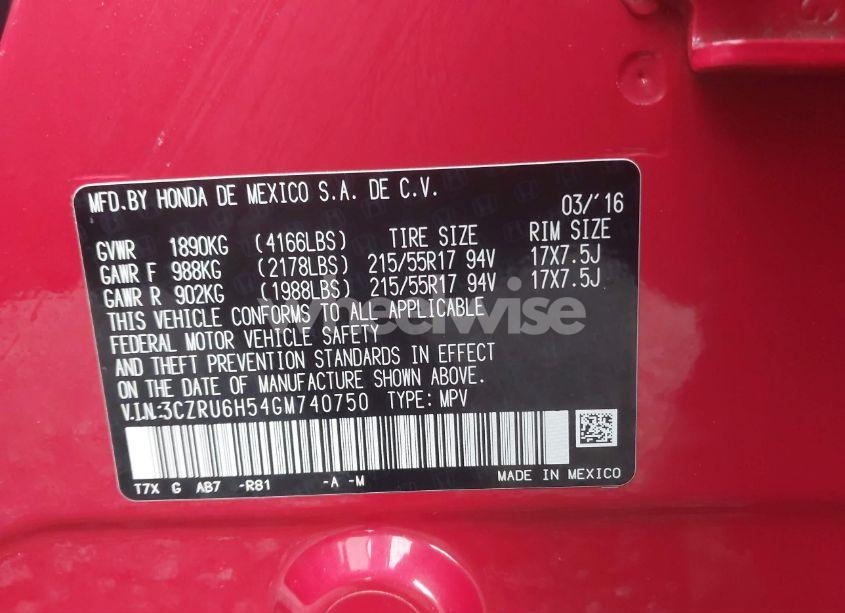 MFD.BY HONDA DE MEXICO S.A. DE C.V.
03/'16
GVWR 1890KG (4166LBS) TIRE SIZE RIM SIZE
GAWR F 988KG (2178LBS) 215/55R17 94V 17X7.5J
GAWR R 902KG (1988LBS) 215/55R17 94V 17X7.5J
THIS VEHICLE CONFORMS TO ALL APPLICABLE
FEDERAL MOTOR VEHICLE SAFETY
AND THEFT PREVENTION STANDARDS IN EFFECT
ON THE DATE OF MANUFACTURE SHOWN ABOVE.
V.I.N:3CZRU6H54GM740750 TYPE: MPV
T7X G AB7 -R81 -A -M
MADE IN MEXICO
wheelwise